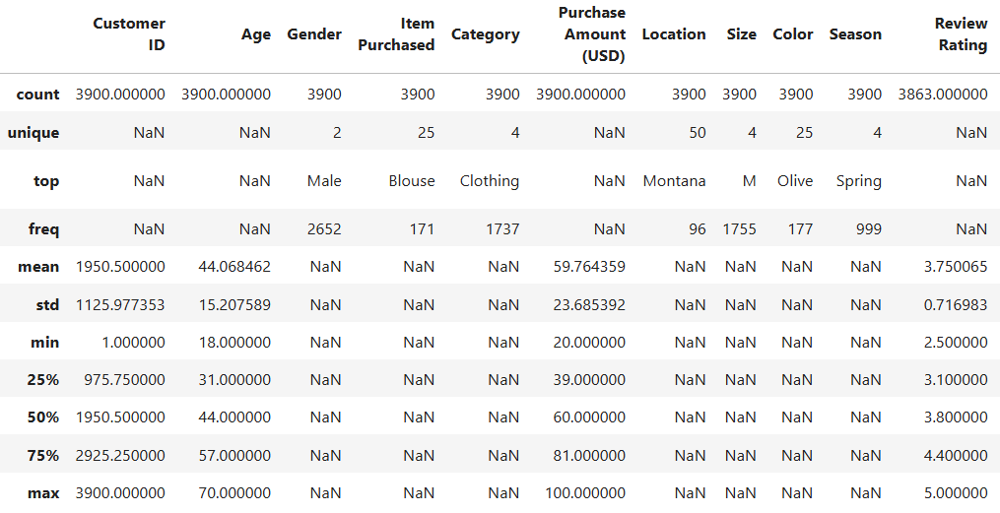 Customer ID Age Gender Item Purchased Category Purchase Amount (USD) Location Size Color Season Review Rating
count 3900.000000 3900.000000 3900 3900 3900 3900.000000 3900 3900 3900 3900 3863.000000
unique NaN NaN 2 25 4 NaN 50 4 25 4 NaN
top NaN NaN Male Blouse Clothing NaN Montana M Olive Spring NaN
freq NaN NaN 2652 171 1737 NaN 96 1755 177 999 NaN
mean 1950.500000 44.068462 NaN NaN NaN 59.764359 NaN NaN NaN NaN 3.750065
std 1125.977353 15.207589 NaN NaN NaN 23.685392 NaN NaN NaN NaN 0.716983
min 1.000000 18.000000 NaN NaN NaN 20.000000 NaN NaN NaN NaN 2.500000
25% 975.750000 31.000000 NaN NaN NaN 39.000000 NaN NaN NaN NaN 3.100000
50% 1950.500000 44.000000 NaN NaN NaN 60.000000 NaN NaN NaN NaN 3.800000
75% 2925.250000 57.000000 NaN NaN NaN 81.000000 NaN NaN NaN NaN 4.400000
max 3900.000000 70.000000 NaN NaN NaN 100.000000 NaN NaN NaN NaN 5.000000